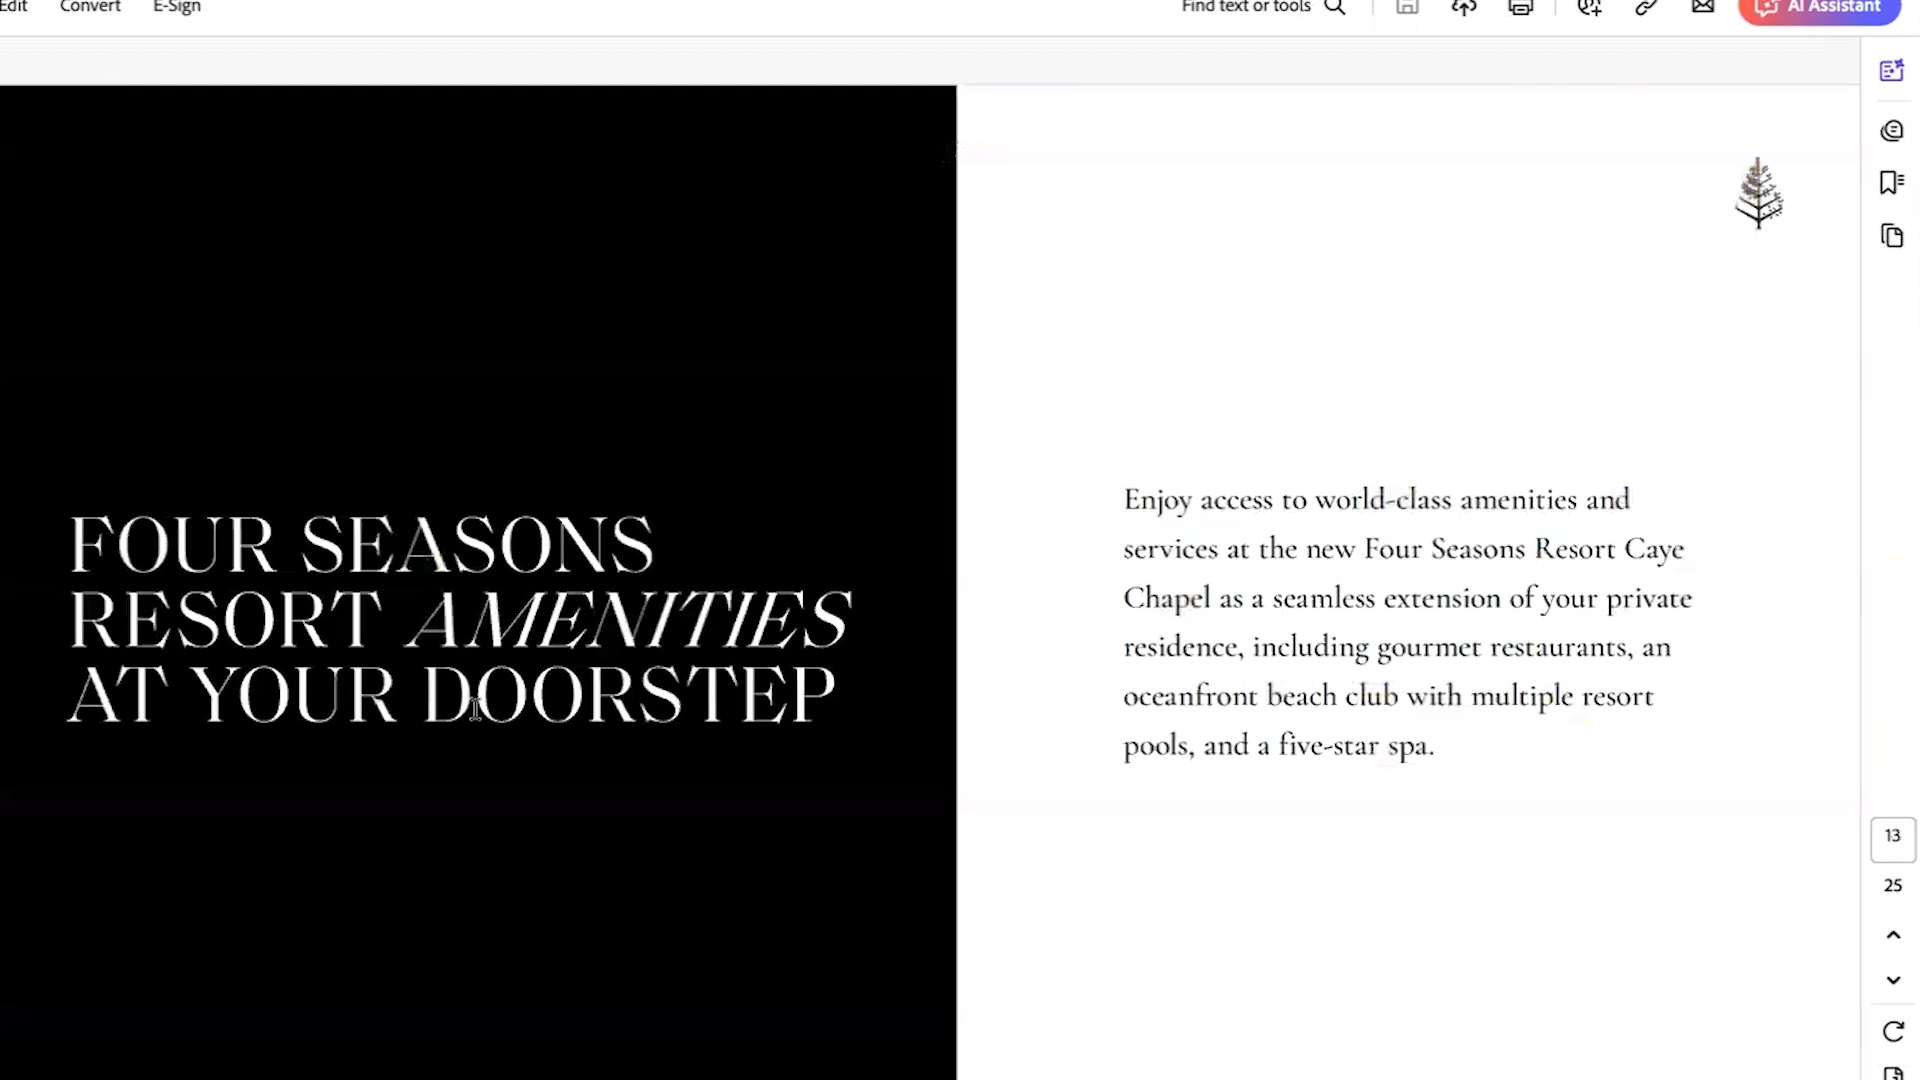 Edit Convert E-Sign Find text or tools AI Assistant
FOUR SEASONS
RESORT AMENITIES
AT YOUR DOORSTEP
Enjoy access to world-class amenities and
services at the new Four Seasons Resort Caye
Chapel as a seamless extension of your private
residence, including gourmet restaurants, an
oceanfront beach club with multiple resort
pools, and a five-star spa.
13
25